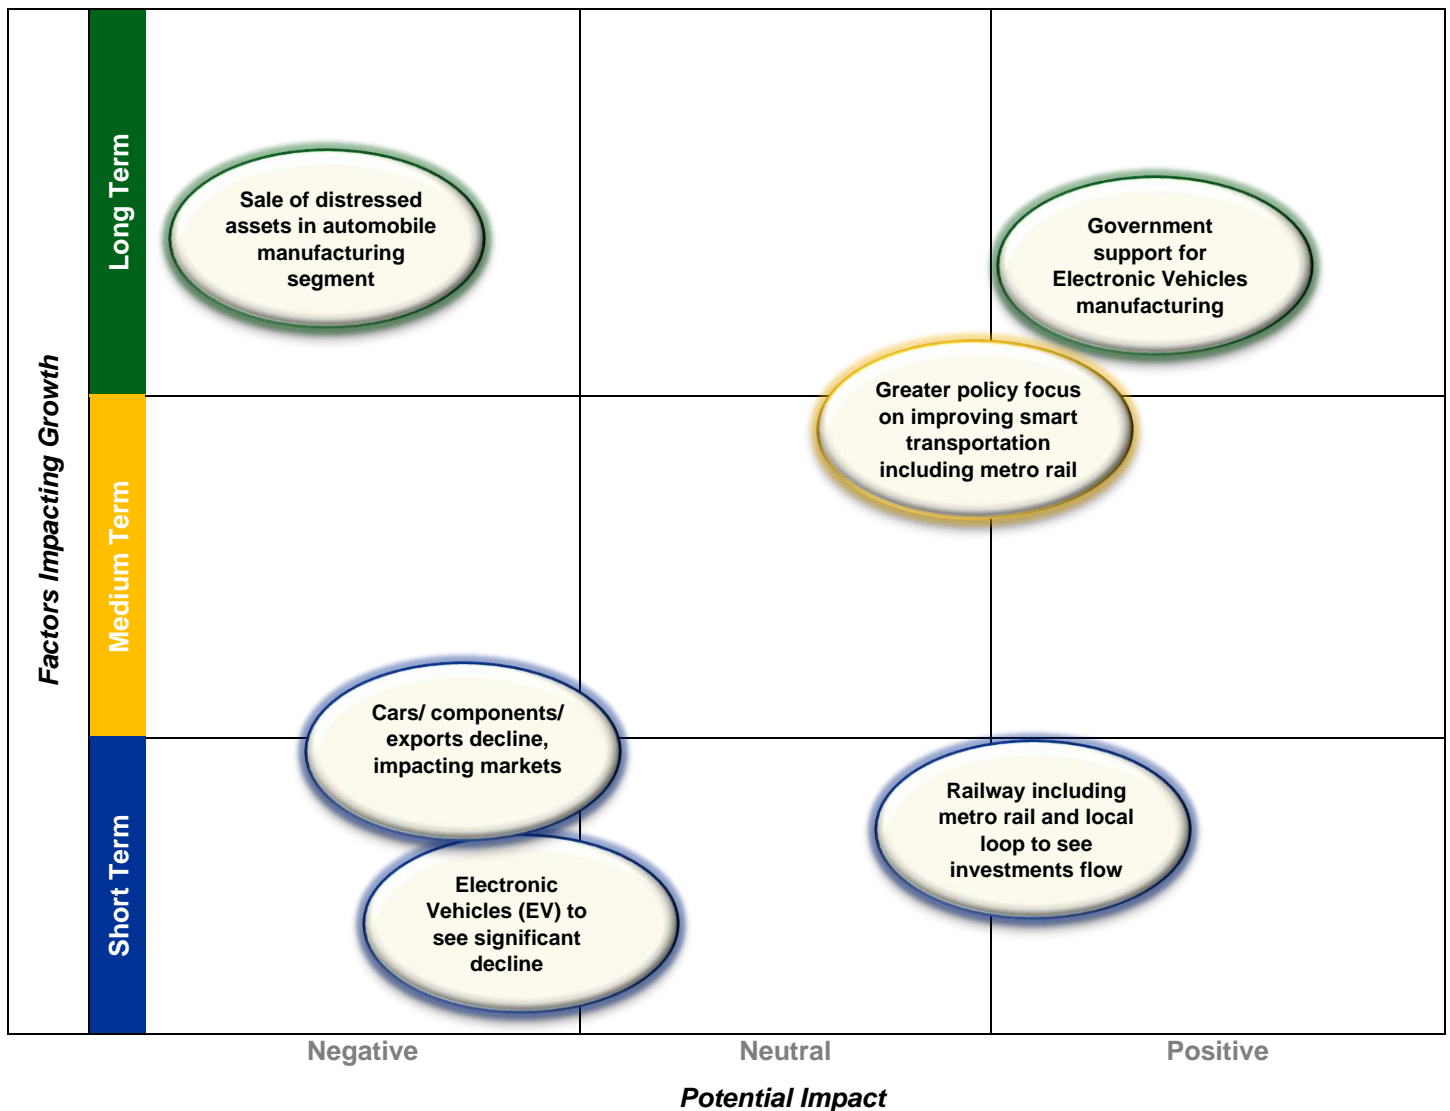 Factors Impacting Growth
Long Term
Medium Term
Short Term
Sale of distressed
assets in automobile
manufacturing
segment
Government
support for
Electronic Vehicles
manufacturing
Greater policy focus
on improving smart
transportation
including metro rail
Cars/ components/
exports decline,
impacting markets
Railway including
metro rail and local
loop to see
investments flow
Electronic
Vehicles (EV) to
see significant
decline
Negative
Neutral
Positive
Potential Impact